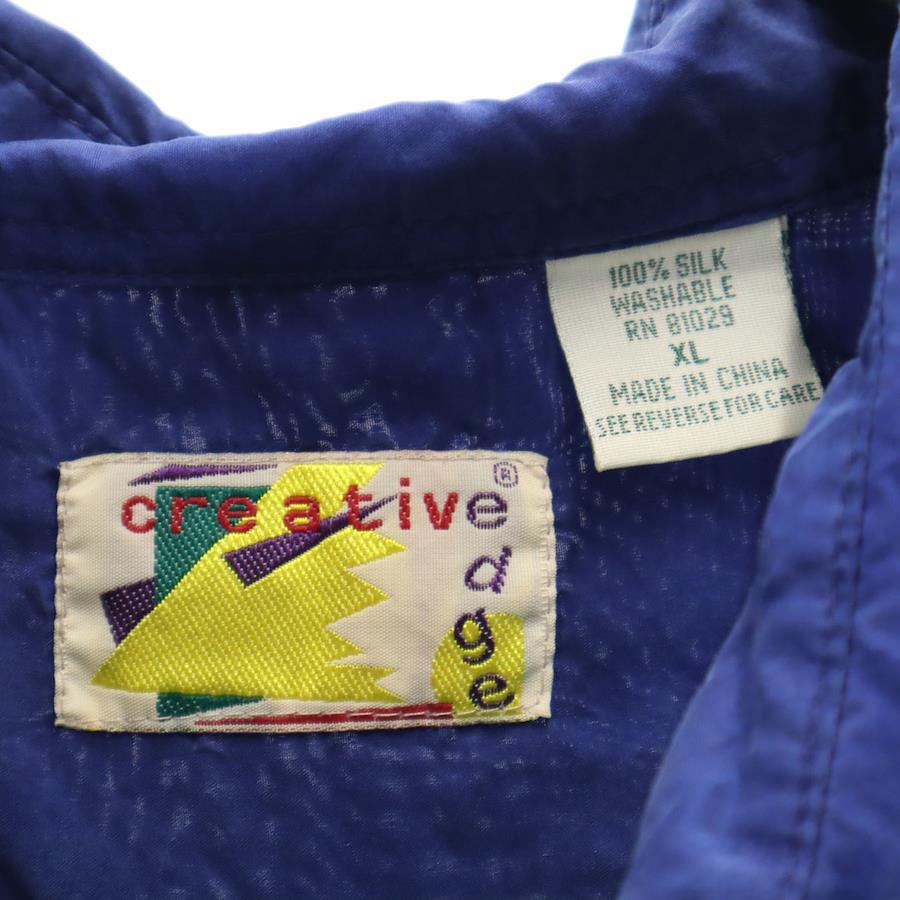 100% SILK
WASHABLE
RN 81029
XL
MADE IN CHINA
SEE REVERSE FOR CARE
creative®
edge